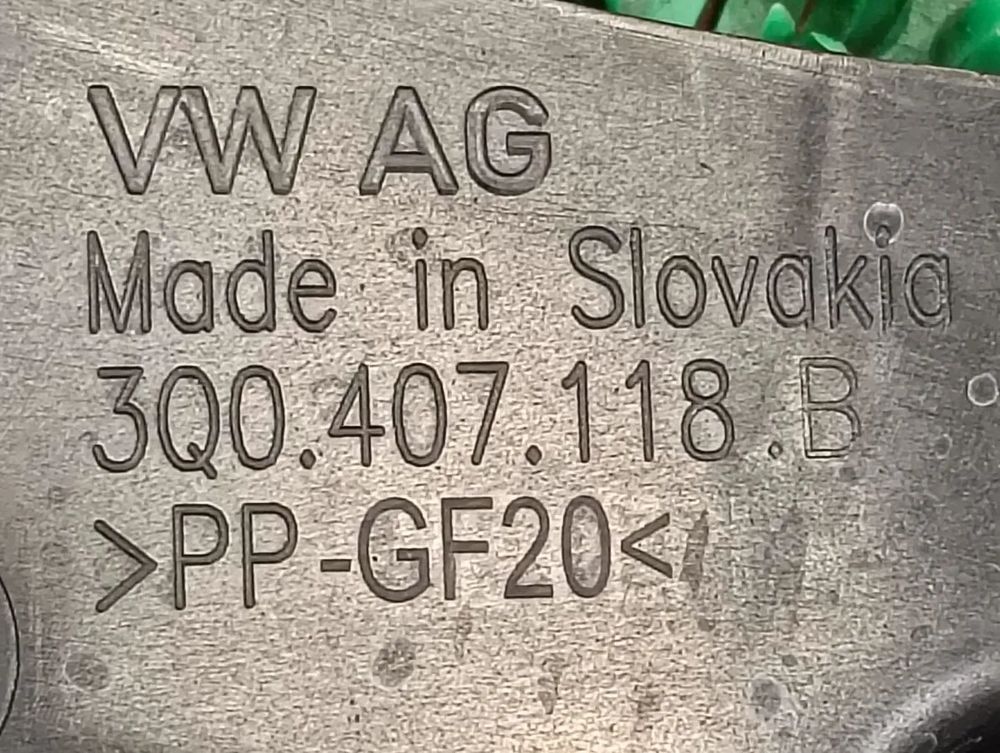 VW AG
Made in Slovakia
3Q0.407.118.B
>PP-GF20<